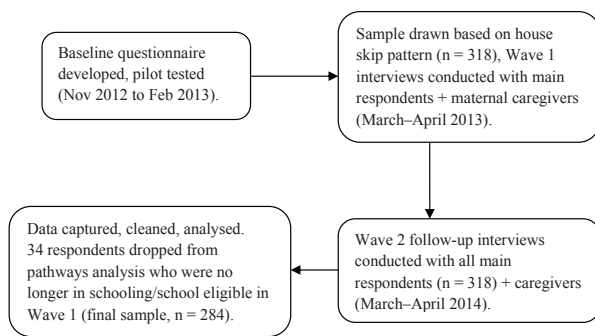 Baseline questionnaire
developed, pilot tested
(Nov 2012 to Feb 2013).
Sample drawn based on house
skip pattern (n = 318), Wave 1
interviews conducted with main
respondents + maternal caregivers
(March–April 2013).
Data captured, cleaned, analysed.
34 respondents dropped from
pathways analysis who were no
longer in schooling/school eligible in
Wave 1 (final sample, n = 284).
Wave 2 follow-up interviews
conducted with all main
respondents (n = 318) + caregivers
(March–April 2014).